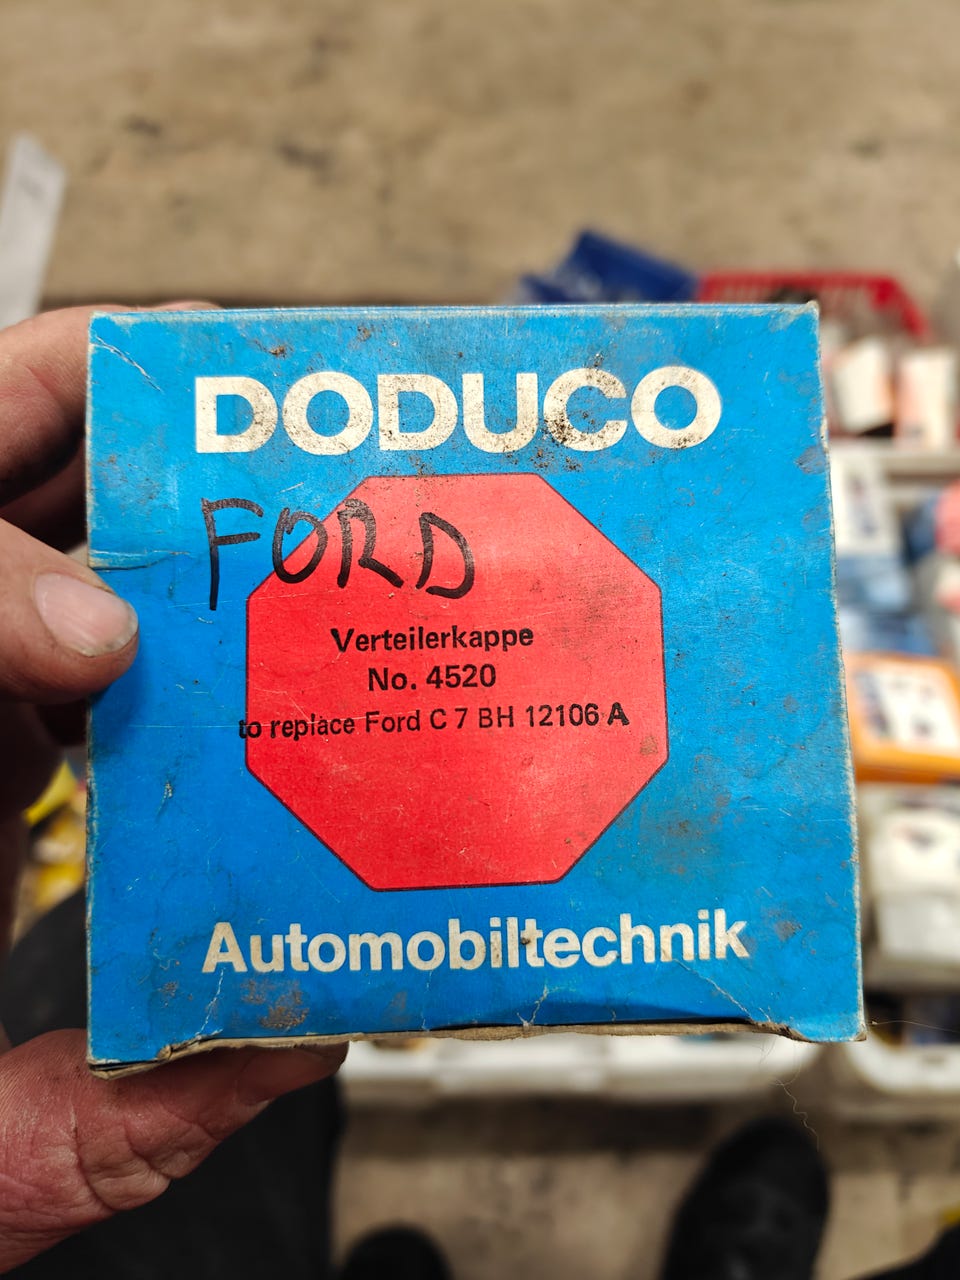 DODUCO
FORD
Verteilerkappe
No. 4520
to replace Ford C 7 BH 12106 A
Automobiltechnik